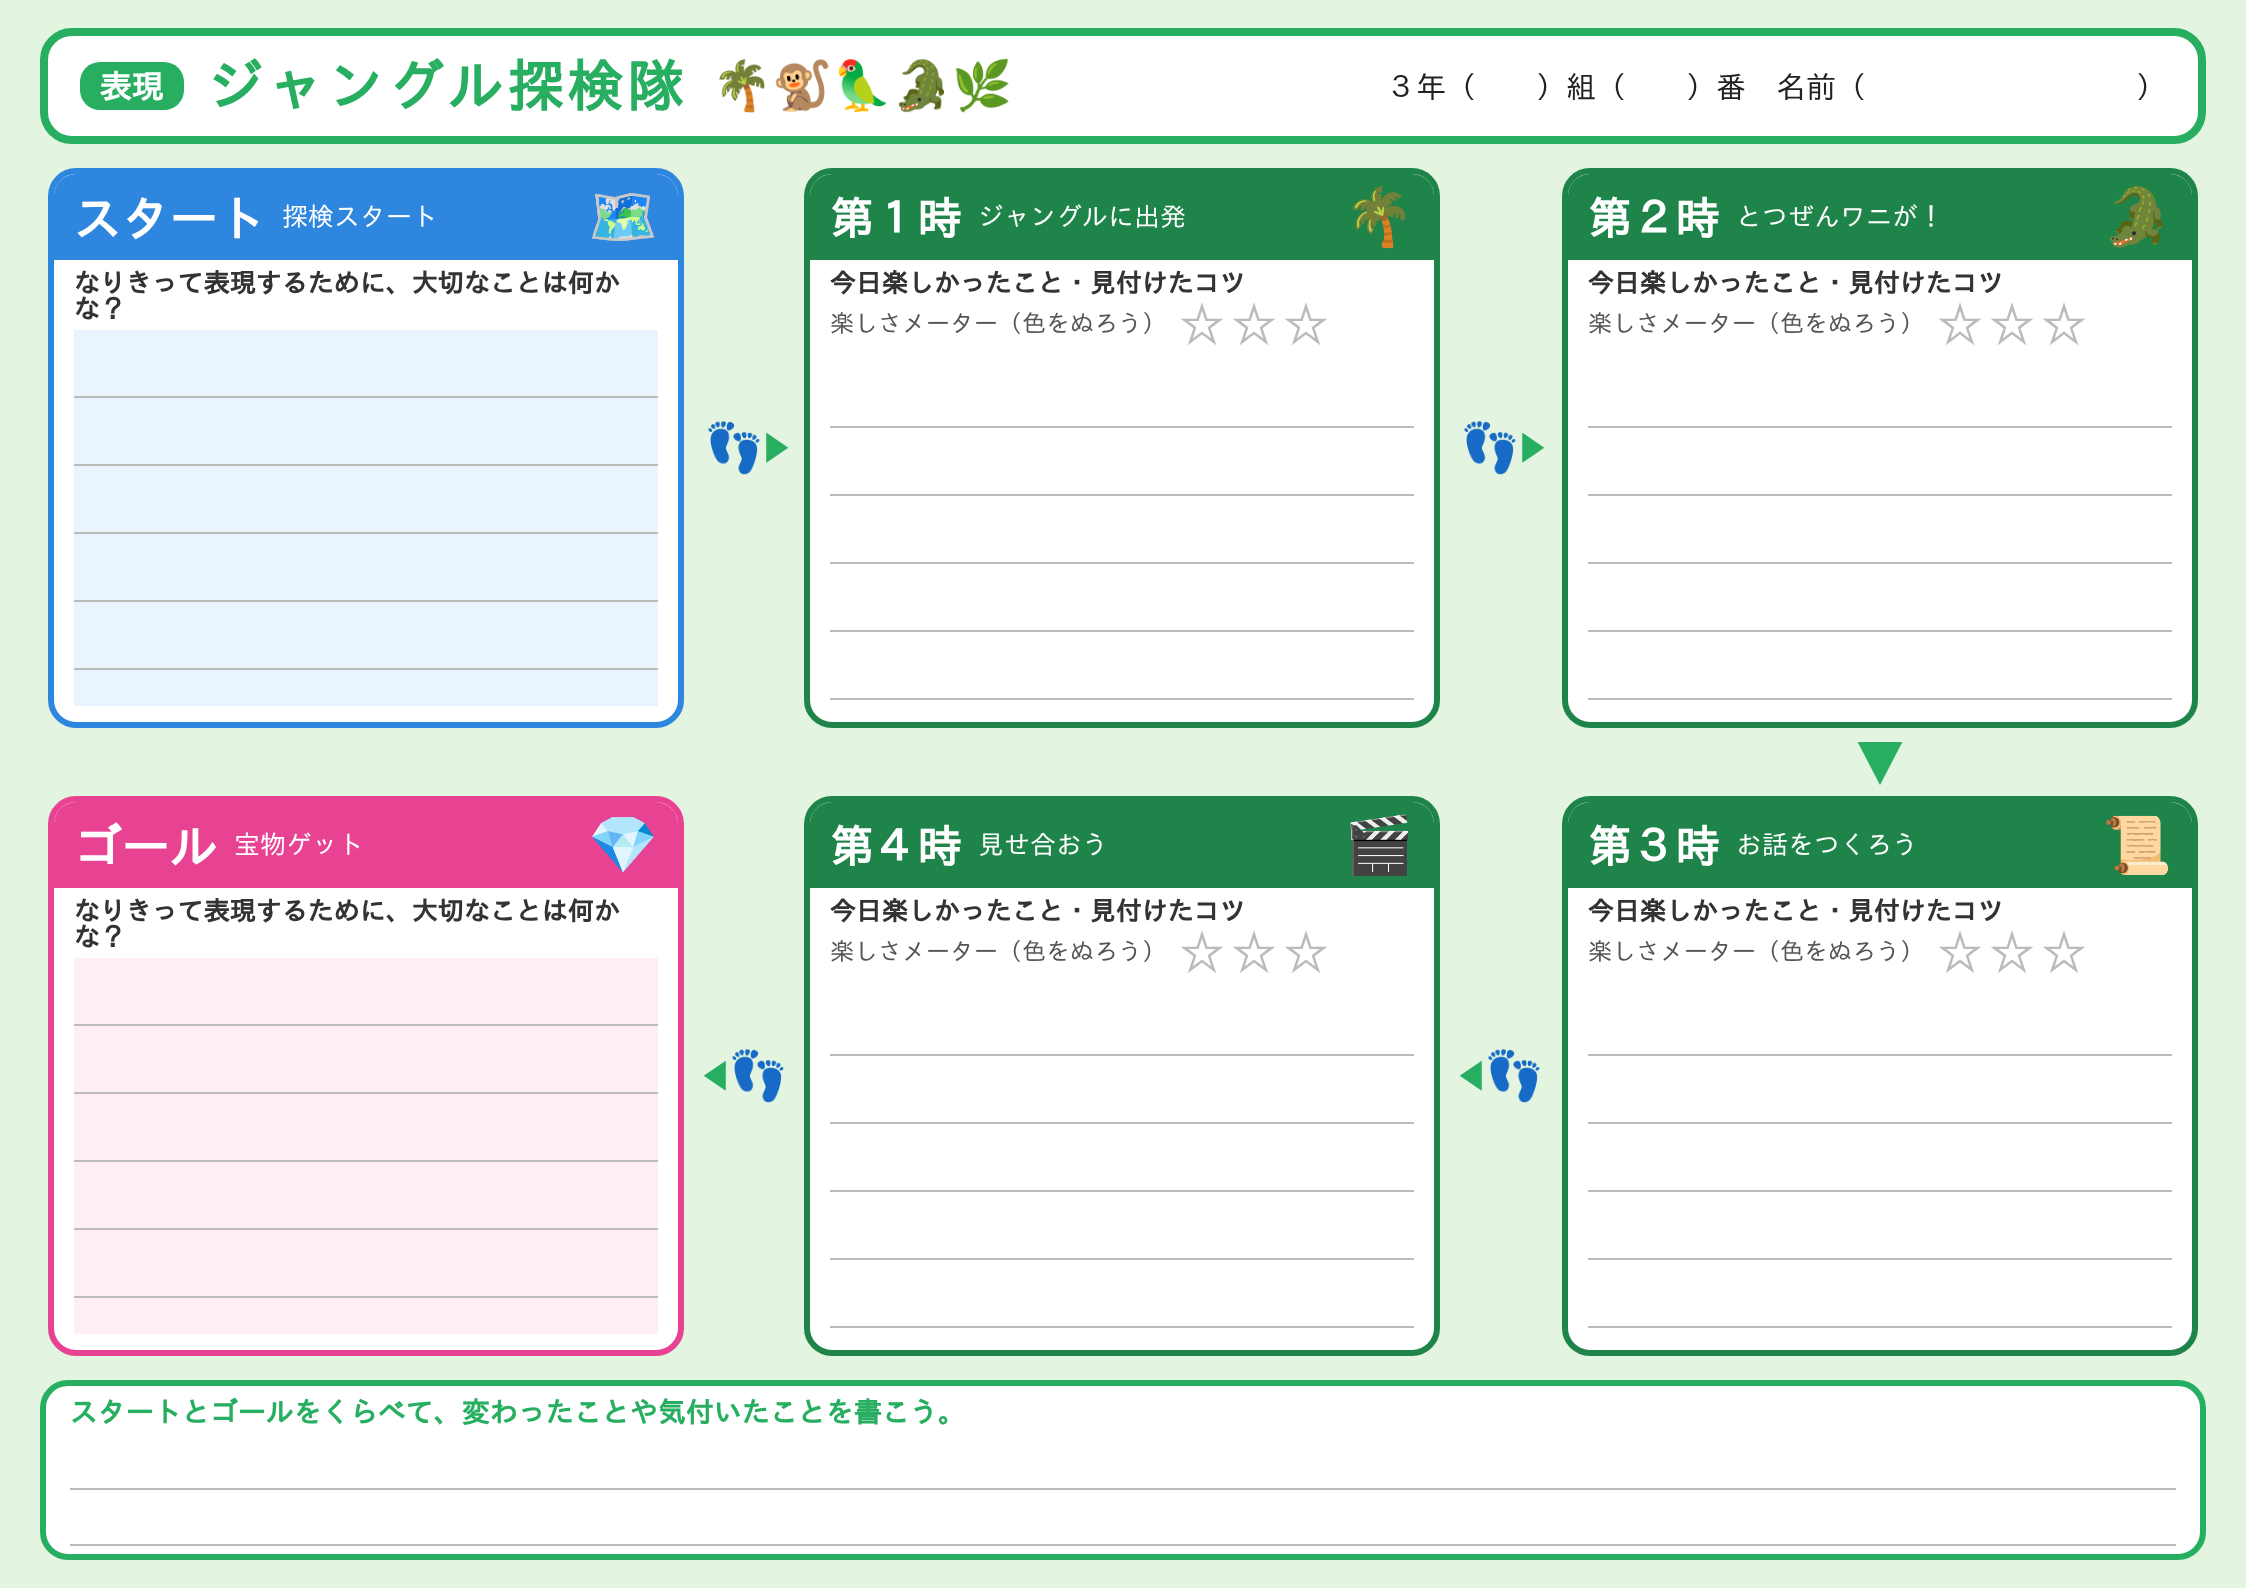 表現 ジャングル探検隊 3年（　　）組（　　）番　名前（　　　　　　　　　）
スタート 探検スタート
なりきって表現するために、大切なことは何か
な？
第1時 ジャングルに出発
今日楽しかったこと・見付けたコツ
楽しさメーター（色をぬろう） ☆☆☆
第2時 とつぜんワニが！
今日楽しかったこと・見付けたコツ
楽しさメーター（色をぬろう） ☆☆☆
第3時 お話をつくろう
今日楽しかったこと・見付けたコツ
楽しさメーター（色をぬろう） ☆☆☆
第4時 見せ合おう
今日楽しかったこと・見付けたコツ
楽しさメーター（色をぬろう） ☆☆☆
ゴール 宝物ゲット
なりきって表現するために、大切なことは何か
な？
スタートとゴールをくらべて、変わったことや気付いたことを書こう。